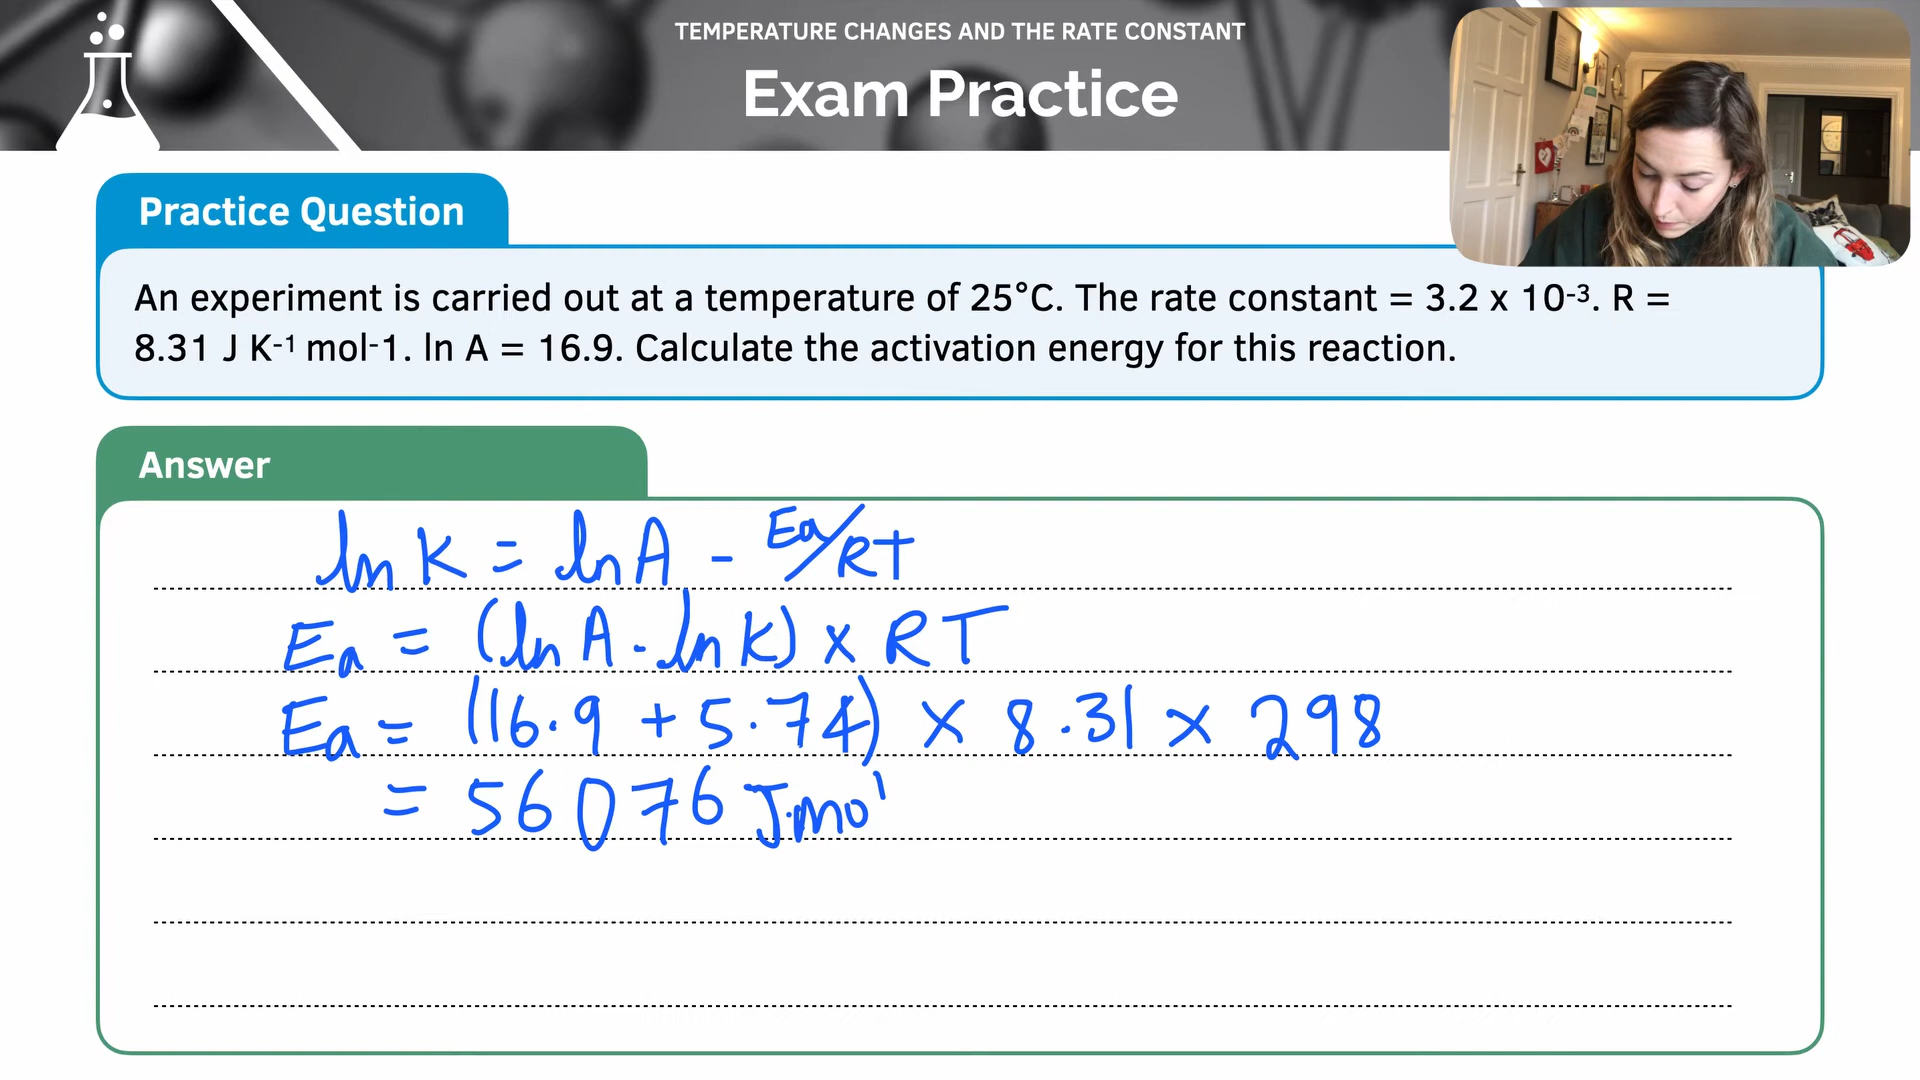 TEMPERATURE CHANGES AND THE RATE CONSTANT
Exam Practice
Practice Question
An experiment is carried out at a temperature of 25°C. The rate constant = 3.2 x 10⁻³. R =
8.31 J K⁻¹ mol-1. ln A = 16.9. Calculate the activation energy for this reaction.
Answer
ln K = ln A - Ea/RT
Ea = (ln A - ln K) x RT
Ea = (16.9 + 5.74) x 8.31 x 298
= 56076 J.mol